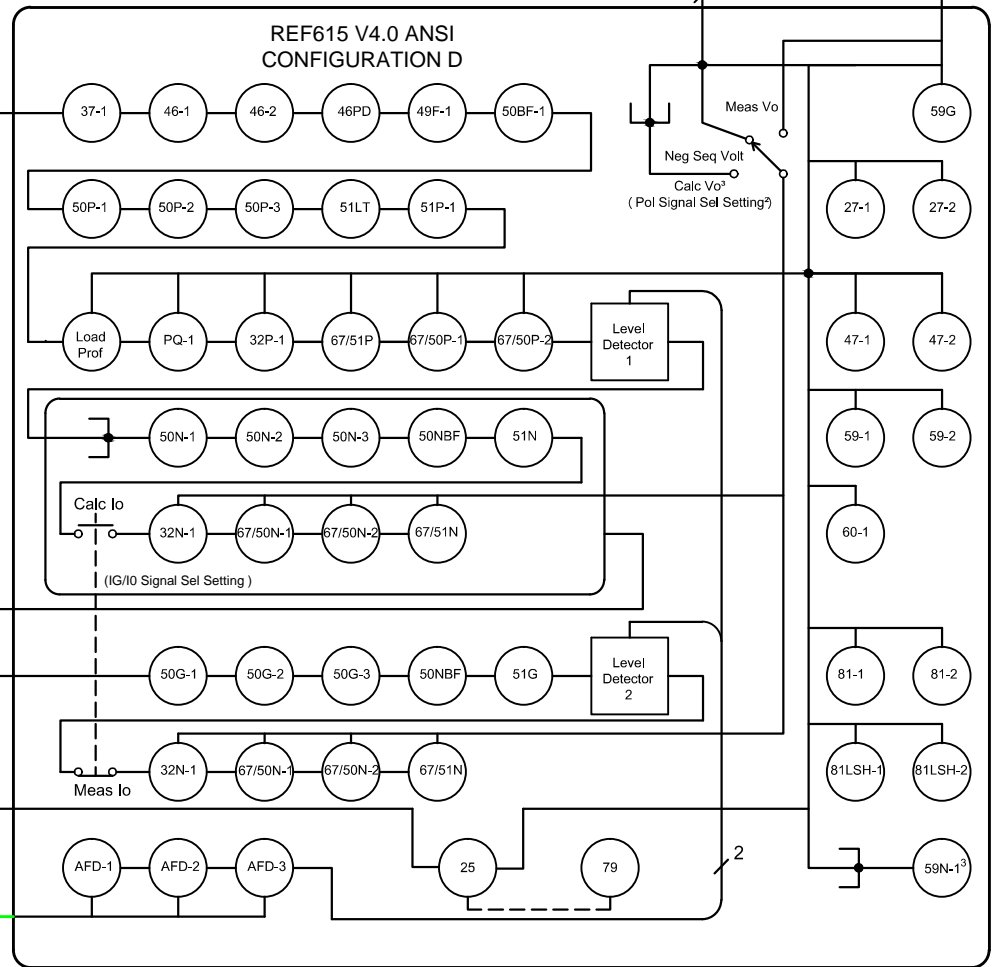 REF615 V4.0 ANSI
CONFIGURATION D
37-1 46-1 46-2 46PD 49F-1 50BF-1
Meas Vo
59G
Neg Seq Volt
Calc Vo³
( Pol Signal Sel Setting²)
50P-1 50P-2 50P-3 51LT 51P-1
27-1 27-2
Load
Prof
PQ-1 32P-1 67/51P 67/50P-1 67/50P-2
Level
Detector
1
47-1 47-2
50N-1 50N-2 50N-3 50NBF 51N
59-1 59-2
Calc Io
32N-1 67/50N-1 67/50N-2 67/51N
60-1
(IG/I0 Signal Sel Setting )
50G-1 50G-2 50G-3 50NBF 51G
Level
Detector
2
81-1 81-2
32N-1 67/50N-1 67/50N-2 67/51N
Meas Io
81LSH-1 81LSH-2
AFD-1 AFD-2 AFD-3 25 79
2
59N-1³